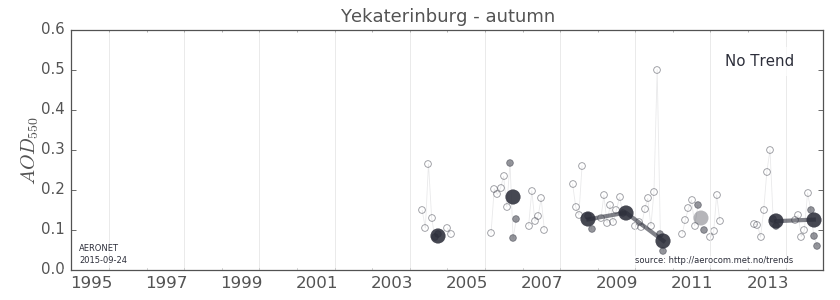 Yekaterinburg - autumn
No Trend
0.6
0.5
0.4
0.3
0.2
0.1
0.0
AOD550
AERONET
2015-09-24
source: http://aerocom.met.no/trends
1995 1997 1999 2001 2003 2005 2007 2009 2011 2013